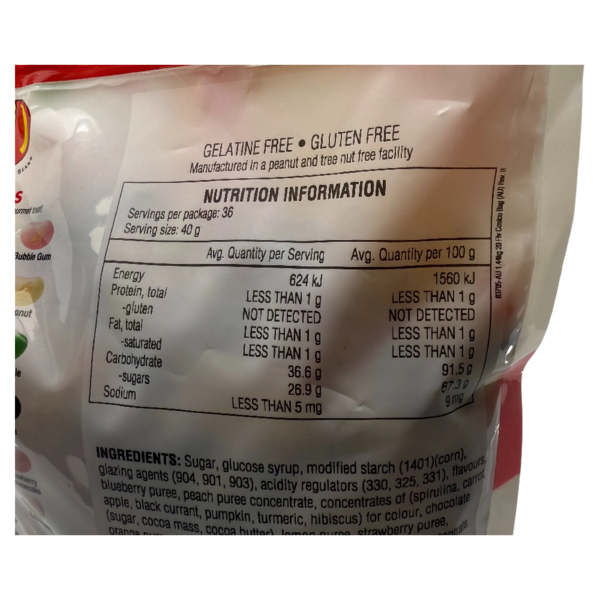 GELATINE FREE • GLUTEN FREE
Manufactured in a peanut and tree nut free facility
NUTRITION INFORMATION
Servings per package: 36
Serving size: 40 g
Avg. Quantity per Serving Avg. Quantity per 100 g
Energy 624 kJ 1560 kJ
Protein, total LESS THAN 1 g LESS THAN 1 g
-gluten NOT DETECTED NOT DETECTED
Fat, total LESS THAN 1 g LESS THAN 1 g
-saturated LESS THAN 1 g LESS THAN 1 g
Carbohydrate 36.6 g 91.5 g
-sugars 26.9 g 67.3 g
Sodium LESS THAN 5 mg 9 mg
INGREDIENTS: Sugar, glucose syrup, modified starch (1401)(corn),
glazing agents (904, 901, 903), acidity regulators (330, 325, 331), flavours,
blueberry puree, peach puree concentrate, concentrates of (spirulina, carrot,
apple, black currant, pumpkin, turmeric, hibiscus) for colour, chocolate
(sugar, cocoa mass, cocoa butter), lemon puree, strawberry puree,
Bubble Gum